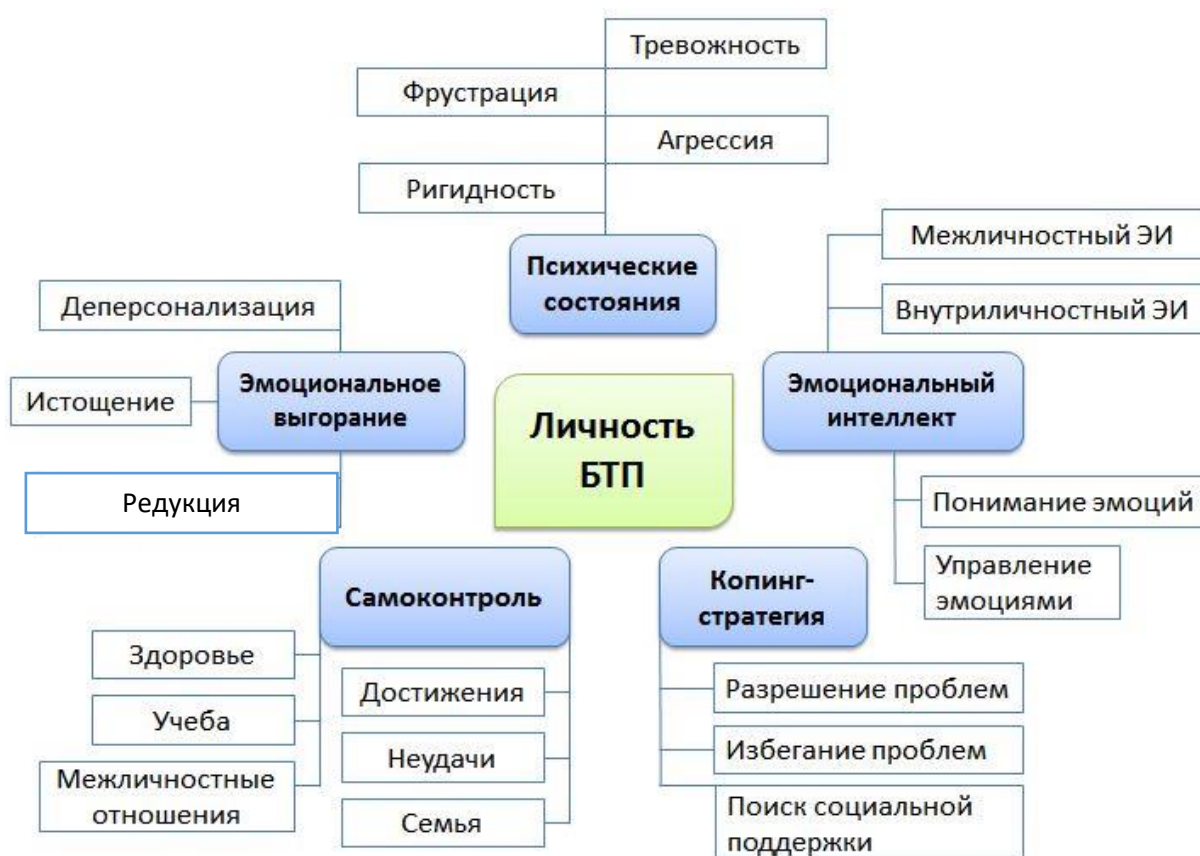 Тревожность
Фрустрация
Агрессия
Ригидность
Психические
состояния
Межличностный ЭИ
Внутриличностный ЭИ
Деперсонализация
Эмоциональное
выгорание
Истощение
Редукция
Личность
БТП
Эмоциональный
интеллект
Понимание эмоций
Управление
эмоциями
Самоконтроль
Здоровье
Учеба
Межличностные
отношения
Достижения
Неудачи
Семья
Копинг-
стратегия
Разрешение проблем
Избегание проблем
Поиск социальной
поддержки